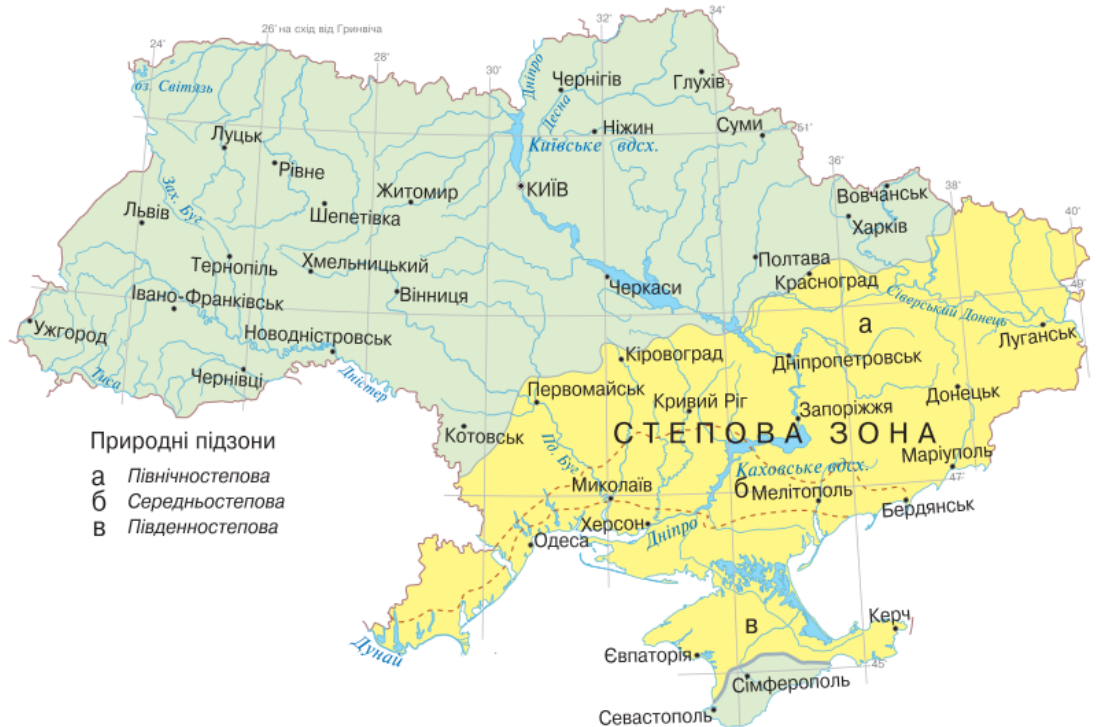 24°
26° на схід від Гринвіча
28°
30°
32°
34°
оз. Світязь
Дніпро
Десна
Чернігів
Глухів
Луцьк
Ніжин
Суми
51°
Київське вдсх.
Рівне
36°
Зах. Буг
Житомир
КИЇВ
Вовчанськ
38°
40°
Львів
Шепетівка
Харків
Тернопіль
Хмельницький
Полтава
Черкаси
Красноград
Івано-Франківськ
Вінниця
Сіверський Донець
49°
Ужгород
Новодністровськ
а
Луганськ
Тиса
Чернівці
Дністер
Кіровоград
Дніпропетровськ
Первомайськ
Кривий Ріг
Запоріжжя
Донецьк
Котовськ
СТЕПОВА ЗОНА
Пд. Буг
Каховське вдсх.
Маріуполь
47°
Миколаїв
б
Мелітополь
Бердянськ
Херсон
Дніпро
Одеса
Природні підзони
а Північностепова
б Середньостепова
в Південностепова
Дунай
в
Керч
Євпаторія
45°
Сімферополь
Севастополь